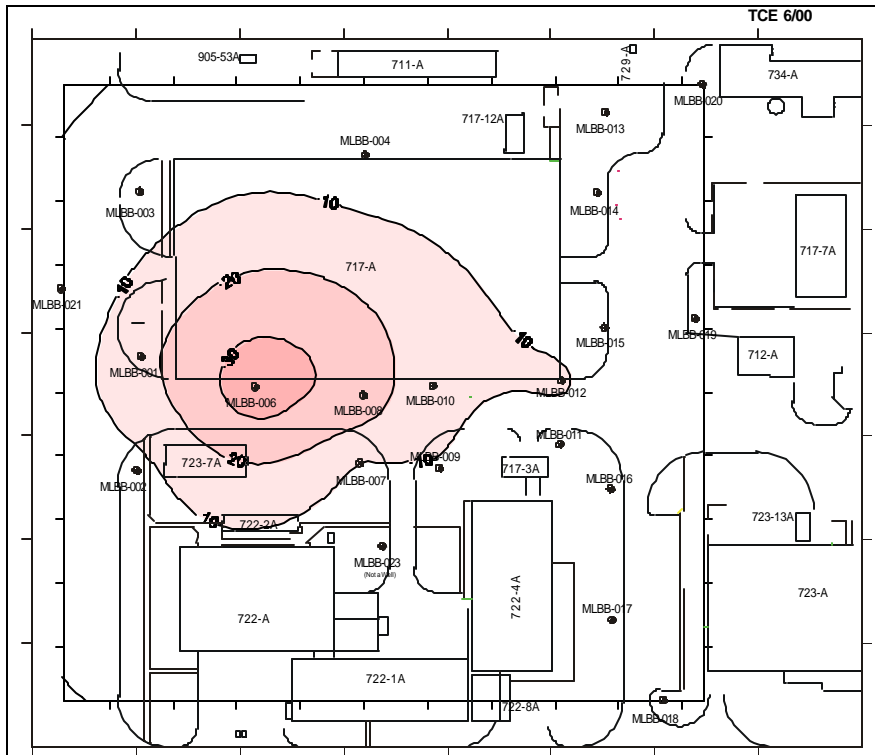 TCE 6/00
905-53A
711-A
729-A
734-A
MLBB-020
717-12A
MLBB-013
MLBB-004
MLBB-003
MLBB-014
10
717-A
717-7A
20
10
MLBB-021
MLBB-019
MLBB-015
10
712-A
30
MLBB-001
MLBB-006
MLBB-008
MLBB-010
MLBB-012
MLBB-011
MLBB-009
723-7A
20
10
MLBB-002
MLBB-007
717-3A
MLBB-016
10
722-2A
723-13A
MLBB-023
(Not a Well)
722-4A
723-A
722-A
MLBB-017
722-1A
722-8A
MLBB-018